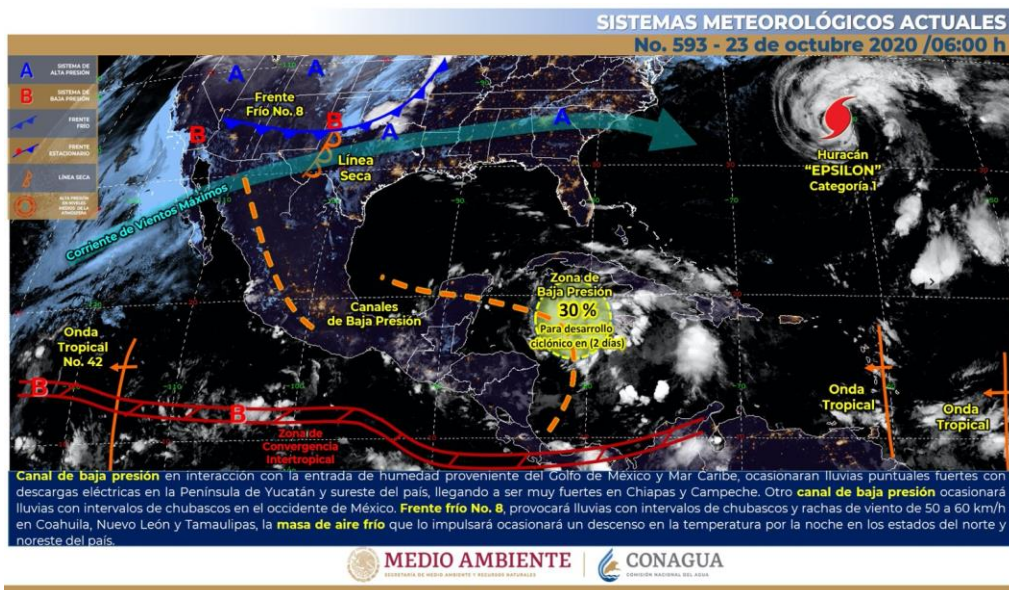 SISTEMAS METEOROLÓGICOS ACTUALES
No. 593 - 23 de octubre 2020 /06:00 h
A SISTEMA DE
ALTA PRESIÓN
B SISTEMA DE
BAJA PRESIÓN
FRENTE
FRÍO
FRENTE
ESTACIONARIO
LÍNEA SECA
ALTA PRESIÓN
EN NIVELES
MEDIOS DE LA
ATMÓSFERA
A
A
Frente
Frío No. 8
B
B
A
A
Línea
Seca
Huracán
"EPSILON"
Categoría 1
Corriente de Vientos Máximos
Zona de
Baja Presión
30 %
Para desarrollo
ciclónico en (2 días)
Canales
de Baja Presión
Onda
Tropical
No. 42
Onda
Tropical
Onda
Tropical
B
B
Zona de
Convergencia
Intertropical
Canal de baja presión en interacción con la entrada de humedad proveniente del Golfo de México y Mar Caribe, ocasionaran lluvias puntuales fuertes con
descargas eléctricas en la Península de Yucatán y sureste del país, llegando a ser muy fuertes en Chiapas y Campeche. Otro canal de baja presión ocasionará
lluvias con intervalos de chubascos en el occidente de México. Frente frío No. 8, provocará lluvias con intervalos de chubascos y rachas de viento de 50 a 60 km/h
en Coahuila, Nuevo León y Tamaulipas, la masa de aire frío que lo impulsará ocasionará un descenso en la temperatura por la noche en los estados del norte y
noreste del país.
MEDIO AMBIENTE
SECRETARÍA DE MEDIO AMBIENTE Y RECURSOS NATURALES
CONAGUA
COMISIÓN NACIONAL DEL AGUA